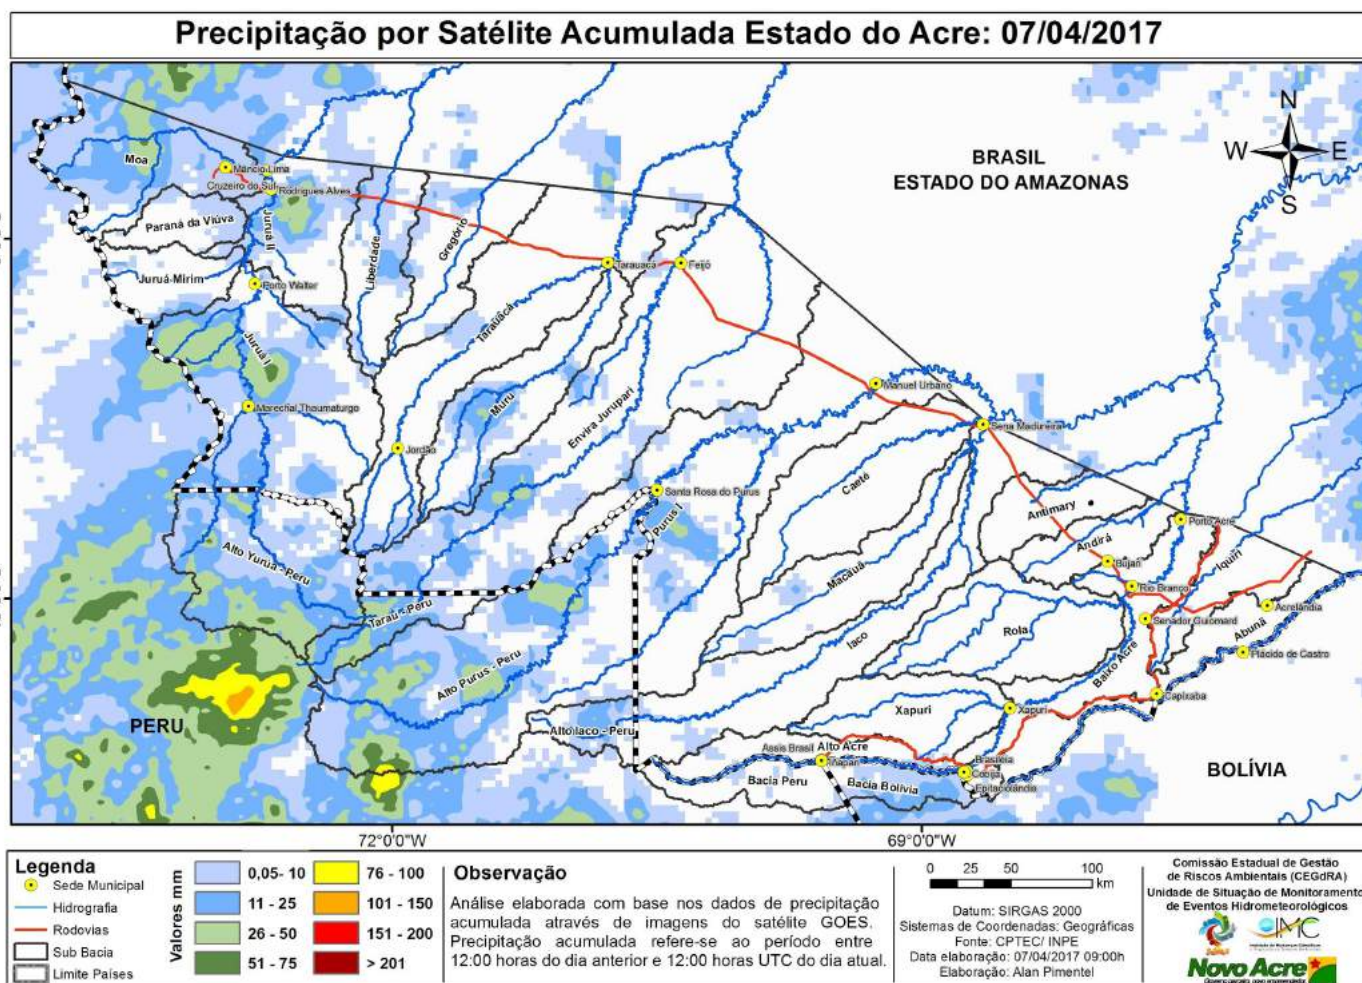 Precipitação por Satélite Acumulada Estado do Acre: 07/04/2017
N
W E
S
BRASIL
ESTADO DO AMAZONAS
Moa
Mâncio Lima
Cruzeiro do Sul
Rodrigues Alves
Paraná da Viúva
Juruá II
Juruá-Mirim
Porto Walter
Liberdade
Gregório
Tarauacá
Feijó
Tarauacá
Juruá I
Marechal Thaumaturgo
Muru
Envira Jurupari
Jordão
Manuel Urbano
Sena Madureira
Santa Rosa do Purus
Purus I
Caeté
Antimary
Porto Acre
Andirá
Bujari
Iquiri
Rio Branco
Acrelândia
Senador Guiomard
Abunã
Plácido de Castro
Macauã
Iaco
Rola
Baixo Acre
Capixaba
Alto Yurua - Peru
Tarau - Peru
Alto Purus - Peru
PERU
Alto Iaco - Peru
Xapuri
Xapuri
Assis Brasil
Alto Acre
Iñapari
Brasiléia
Cobija
Epitaciolândia
Bacia Peru
Bacia Bolívia
BOLÍVIA
72°0'0"W
69°0'0"W
Legenda
Sede Municipal
Hidrografia
Rodovias
Sub Bacia
Limite Países
Valores mm
0,05- 10
11 - 25
26 - 50
51 - 75
76 - 100
101 - 150
151 - 200
> 201
Observação
Análise elaborada com base nos dados de precipitação
acumulada através de imagens do satélite GOES.
Precipitação acumulada refere-se ao período entre
12:00 horas do dia anterior e 12:00 horas UTC do dia atual.
0 25 50 100
km
Datum: SIRGAS 2000
Sistemas de Coordenadas: Geográficas
Fonte: CPTEC/ INPE
Data elaboração: 07/04/2017 09:00h
Elaboração: Alan Pimentel
Comissão Estadual de Gestão
de Riscos Ambientais (CEGdRA)
Unidade de Situação de Monitoramento
de Eventos Hidrometeorológicos
IMC
Novo Acre